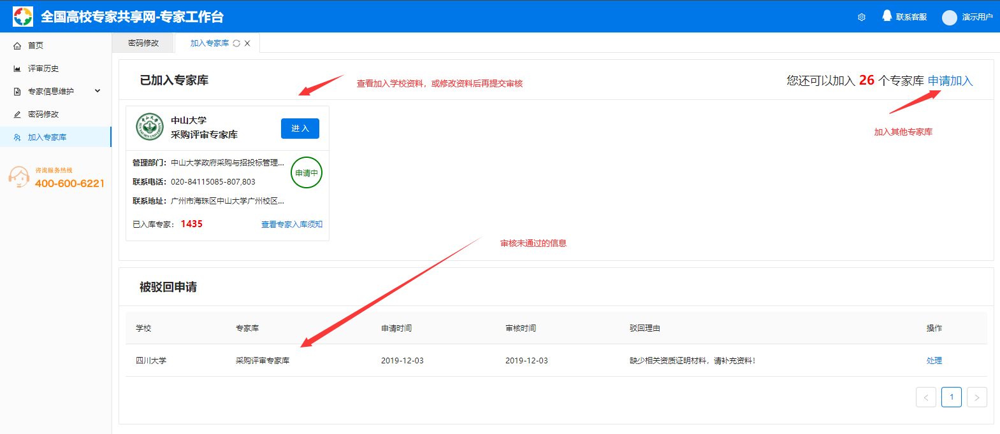 全国高校专家共享网-专家工作台
联系客服
演示用户
首页
评审历史
专家信息维护
密码修改
加入专家库
咨询服务热线
400-600-6221
密码修改
加入专家库
已加入专家库
查看加入学校资料，或修改资料后再提交审核
您还可以加入 26 个专家库 申请加入
加入其他专家库
中山大学
采购评审专家库
进 入
管理部门：中山大学政府采购与招投标管理...
申请中
联系电话：020-84115085-807,803
联系地址：广州市海珠区中山大学广州校区...
已入库专家： 1435
查看专家入库须知
审核未通过的信息
被驳回申请
学校 专家库 申请时间 审核时间 驳回理由 操作
四川大学 采购评审专家库 2019-12-03 2019-12-03 缺少相关资质证明材料，请补充资料！ 处理
< 1 >